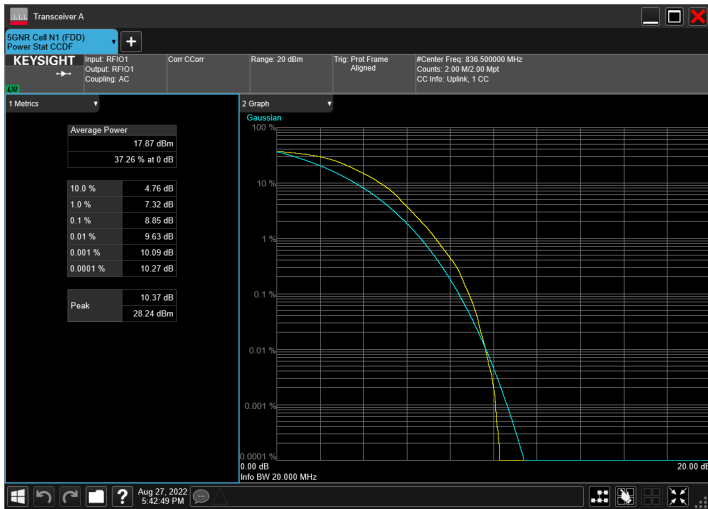 Transceiver A
5GNR Cell N1 (FDD)
Power Stat CCDF
KEYSIGHT
Input: RFIO1
Output: RFIO1
Coupling: AC
Corr CCorr
Range: 20 dBm
Trig: Prot Frame
Aligned
#Center Freq: 836.500000 MHz
Counts: 2.00 M/2.00 Mpt
CC Info: Uplink, 1 CC
LXI
1 Metrics
Average Power
17.87 dBm
37.26 % at 0 dB
10.0 % 4.76 dB
1.0 % 7.32 dB
0.1 % 8.85 dB
0.01 % 9.63 dB
0.001 % 10.09 dB
0.0001 % 10.27 dB
Peak
10.37 dB
28.24 dBm
2 Graph
Gaussian
100 %
10 %
1 %
0.1 %
0.01 %
0.001 %
0.0001 %
0.00 dB
20.00 dB
Info BW 20.000 MHz
?
Aug 27, 2022
5:42:49 PM